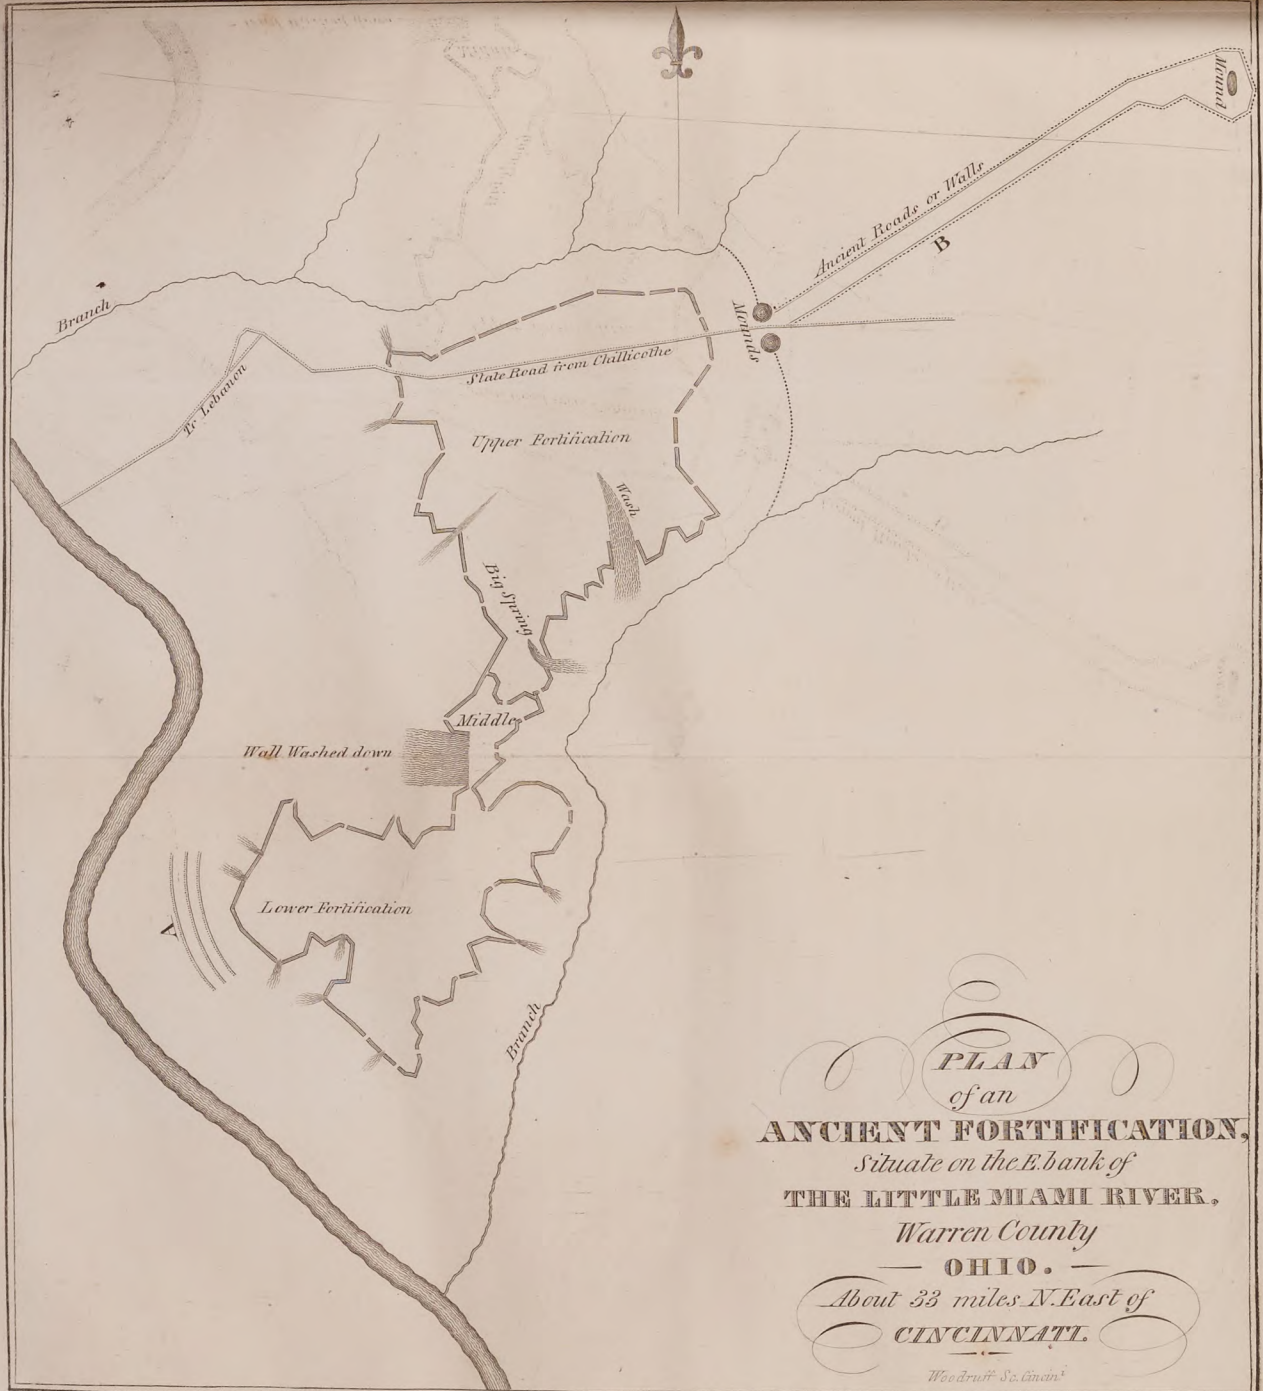 Mound
Ancient Roads or Walls
B
Branch
Mounds
State Road from Chillicothe
To Lebanon
Upper Fortification
Wash
Big Spring
Middle
Wall Washed down
A
Lower Fortification
Branch
PLAN
of an
ANCIENT FORTIFICATION,
Situate on the E. bank of
THE LITTLE MIAMI RIVER,
Warren County
— OHIO. —
About 33 miles N. East of
CINCINNATI.
Woodruff Sc. Cincin.t